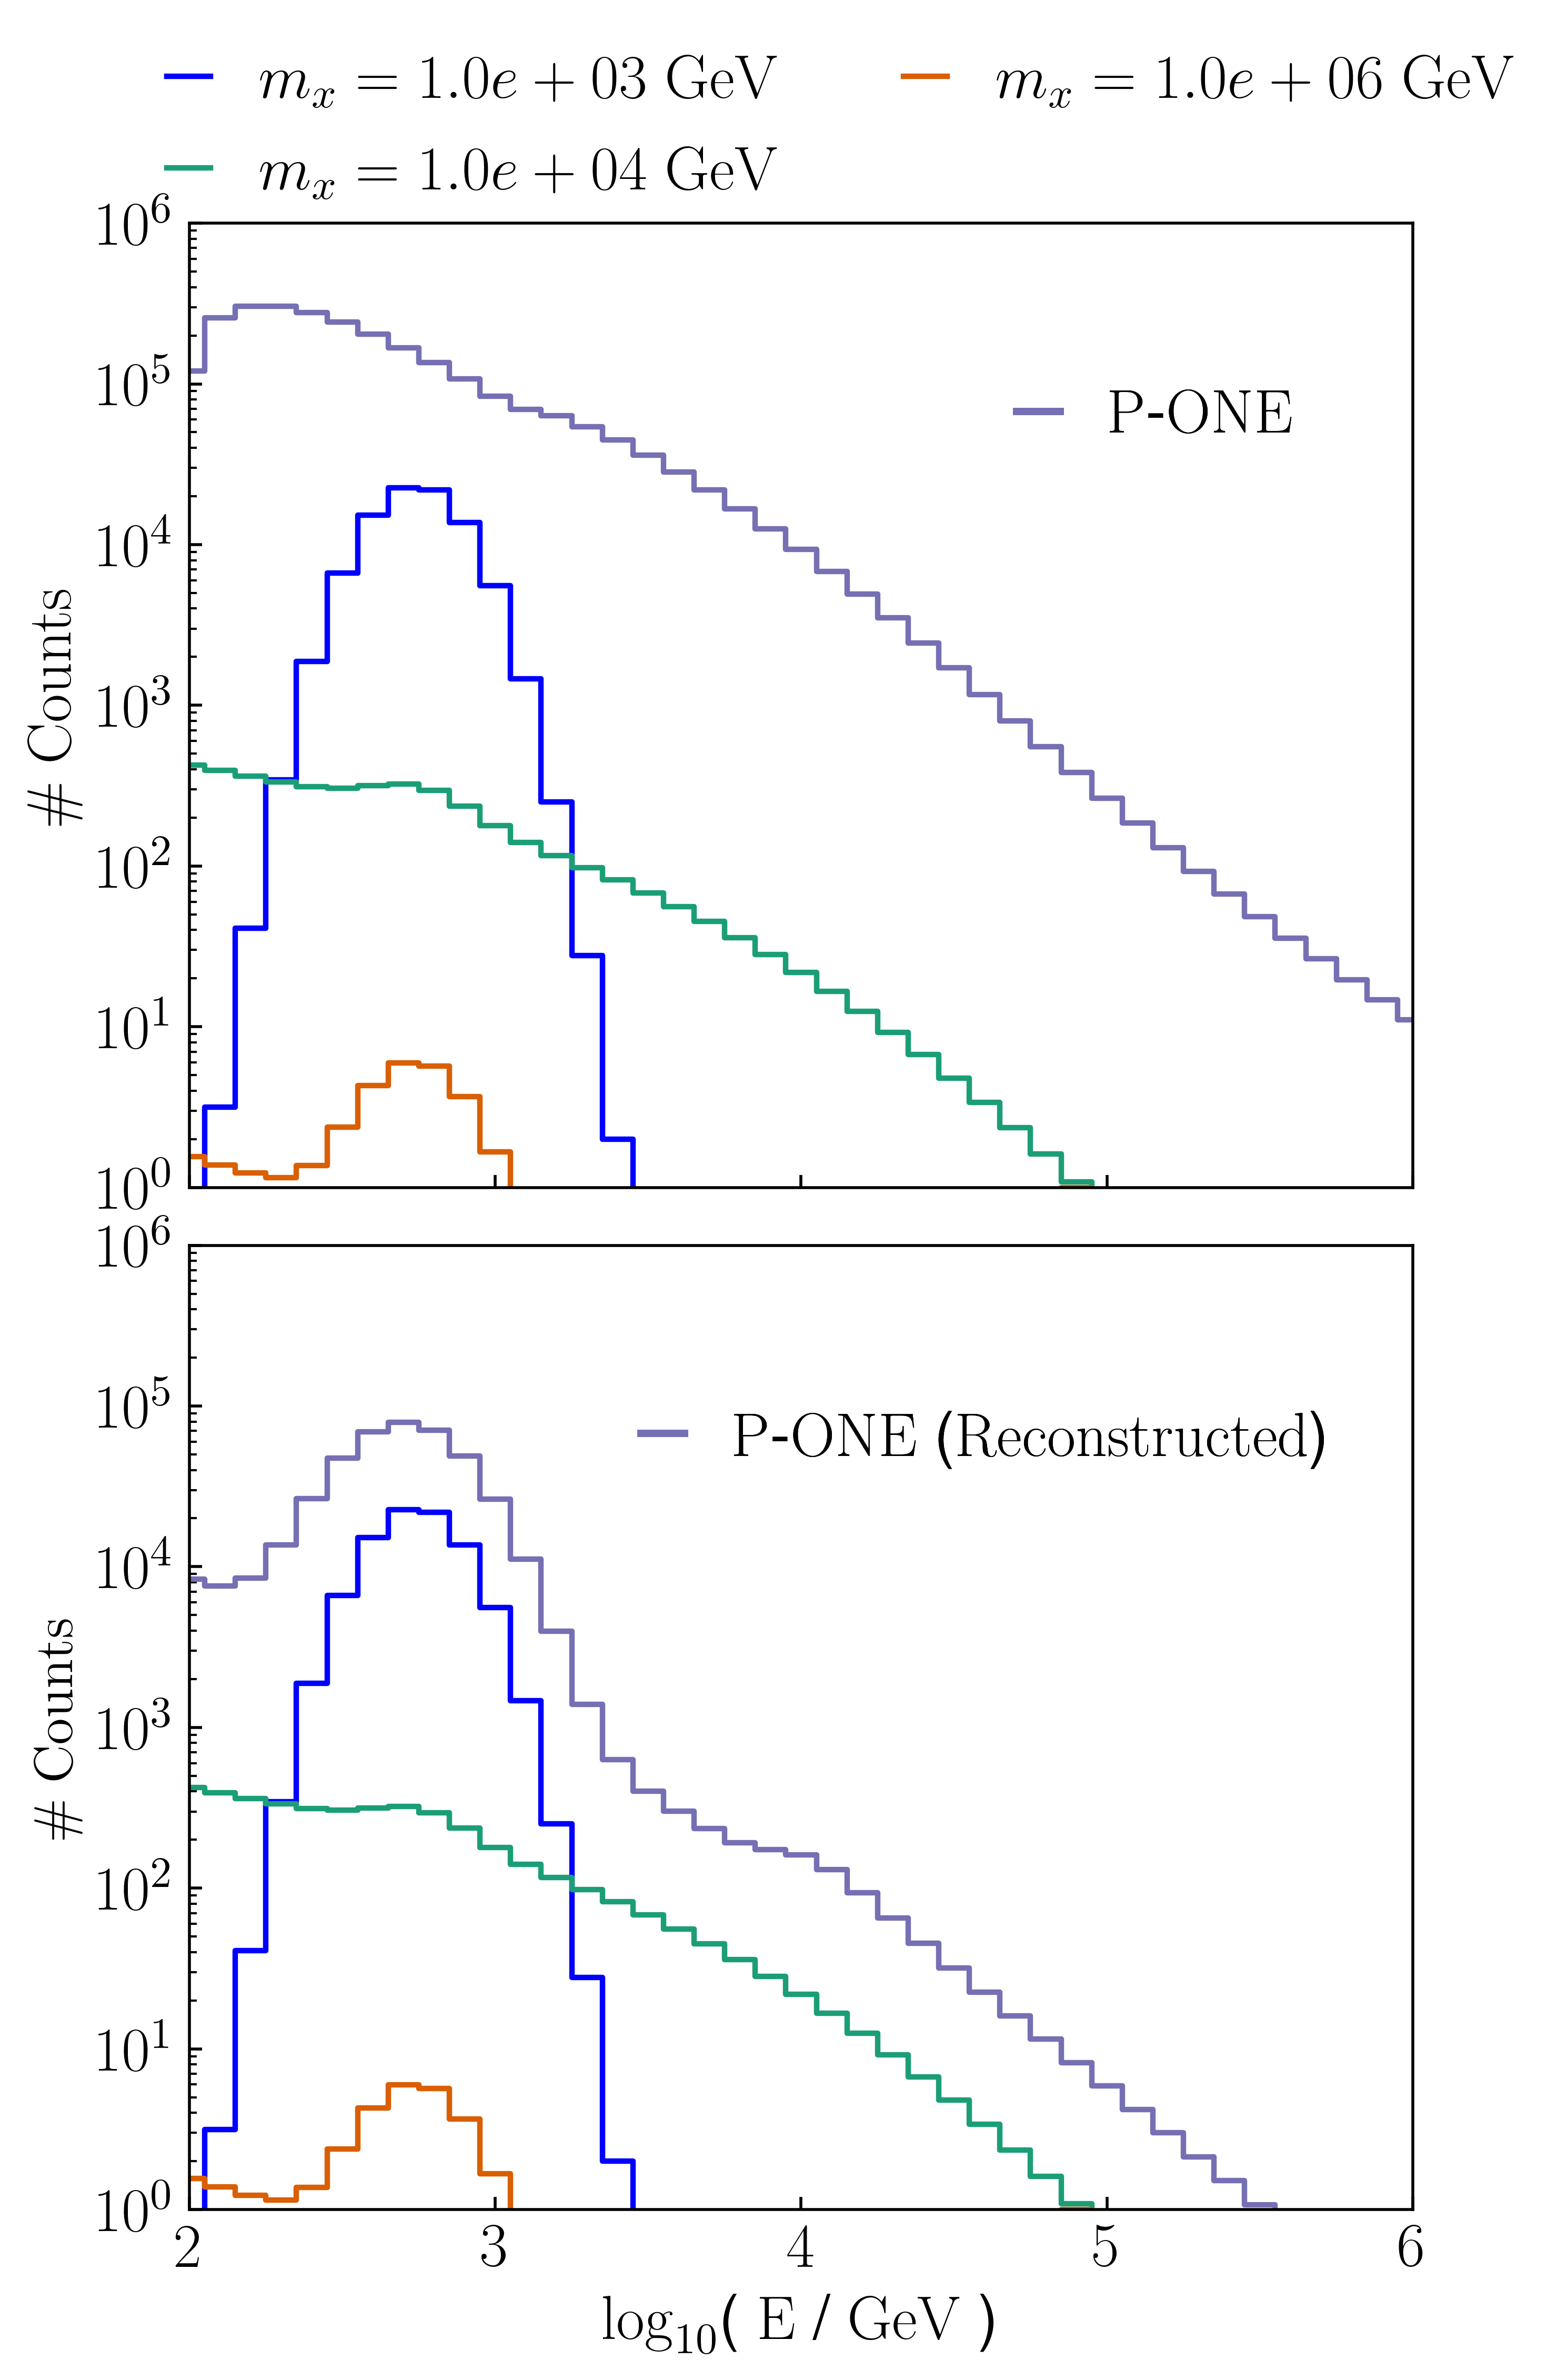 m_x = 1.0e + 03 GeV
m_x = 1.0e + 06 GeV
m_x = 1.0e + 04 GeV
10^6
10^5
10^4
10^3
10^2
10^1
10^0
# Counts
P-ONE
10^6
10^5
10^4
10^3
10^2
10^1
10^0
# Counts
P-ONE (Reconstructed)
2 3 4 5 6
log_10( E / GeV )